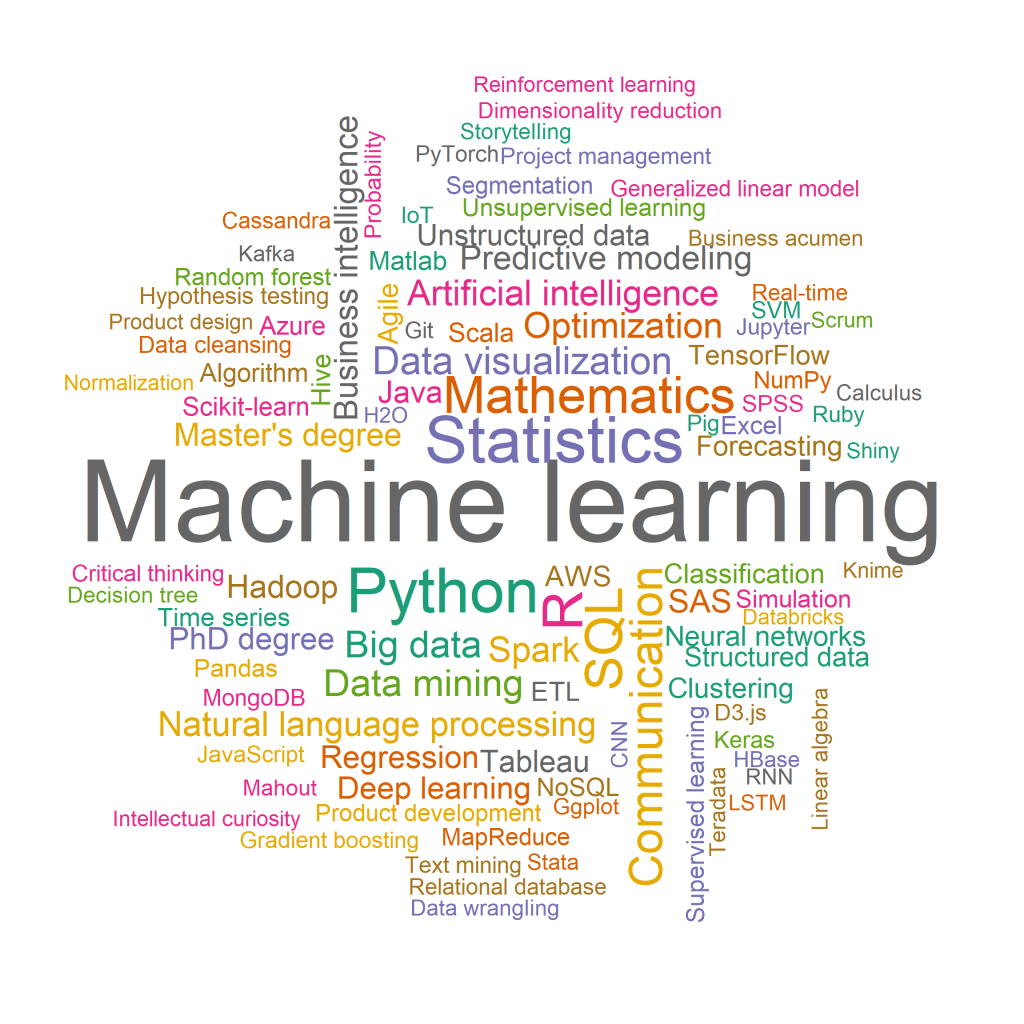 Reinforcement learning
Dimensionality reduction
Storytelling
PyTorch
Project management
Business intelligence
Probability
Segmentation
Generalized linear model
IoT
Unsupervised learning
Cassandra
Unstructured data
Business acumen
Kafka
Matlab
Predictive modeling
Random forest
Hypothesis testing
Agile
Artificial intelligence
Real-time
SVM
Product design
Azure
Git
Scala
Optimization
Jupyter
Scrum
Data cleansing
Data visualization
TensorFlow
Normalization
Algorithm
Hive
Java
Mathematics
NumPy
Calculus
Scikit-learn
H2O
SPSS
Ruby
Master's degree
Statistics
Pig
Excel
Forecasting
Shiny
Machine learning
Critical thinking
Hadoop
Python
AWS
R
SQL
Communication
Classification
Knime
Decision tree
SAS
Simulation
Time series
Databricks
PhD degree
Big data
Spark
Neural networks
Structured data
Pandas
Data mining
ETL
Clustering
MongoDB
Natural language processing
CNN
Supervised learning
D3.js
Linear algebra
JavaScript
Regression
Tableau
Keras
HBase
RNN
Mahout
Deep learning
NoSQL
Teradata
LSTM
Intellectual curiosity
Product development
Ggplot
Gradient boosting
MapReduce
Text mining
Stata
Relational database
Data wrangling